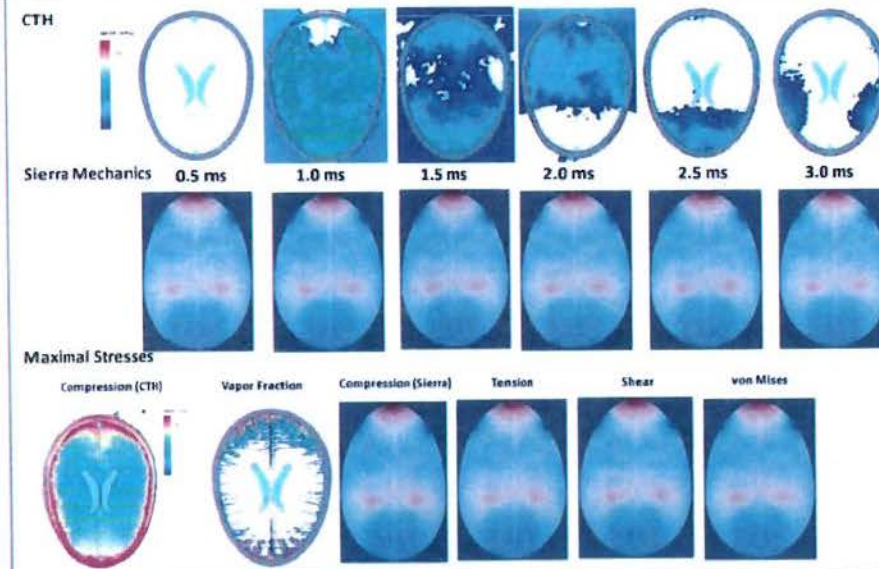 CTH
Sierra Mechanics 0.5 ms 1.0 ms 1.5 ms 2.0 ms 2.5 ms 3.0 ms
Maximal Stresses
Compression (CTH) Vapor Fraction Compression (Sierra) Tension Shear von Mises